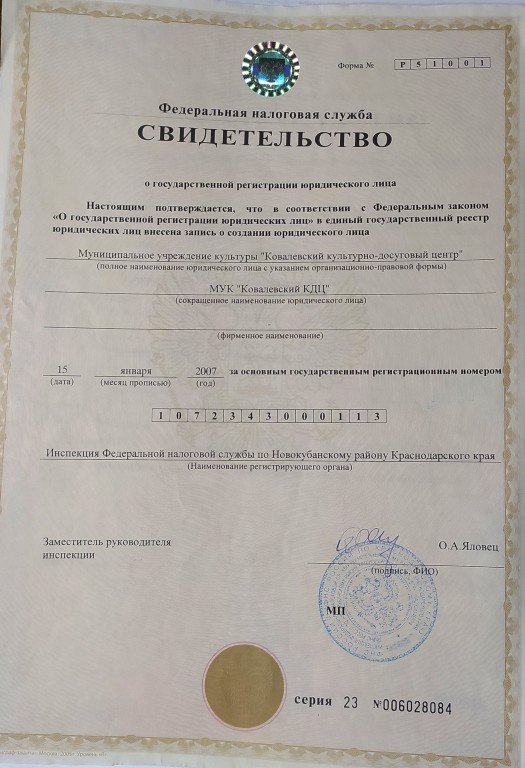 Форма № Р 5 1 0 0 1
Федеральная налоговая служба
СВИДЕТЕЛЬСТВО
о государственной регистрации юридического лица
Настоящим подтверждается, что в соответствии с Федеральным законом
«О государственной регистрации юридических лиц» в единый государственный реестр
юридических лиц внесена запись о создании юридического лица
Муниципальное учреждение культуры "Ковалевский культурно-досуговый центр"
(полное наименование юридического лица с указанием организационно-правовой формы)
МУК "Ковалевский КДЦ"
(сокращенное наименование юридического лица)
-
(фирменное наименование)
15 января 2007 за основным государственным регистрационным номером
(дата) (месяц прописью) (год)
1 0 7 2 3 4 3 0 0 0 1 1 3
Инспекция Федеральной налоговой службы по Новокубанскому району Краснодарского края
(Наименование регистрирующего органа)
Заместитель руководителя
инспекции
О.А.Яловец
(подпись, ФИО)
МП
серия 23 №006028084